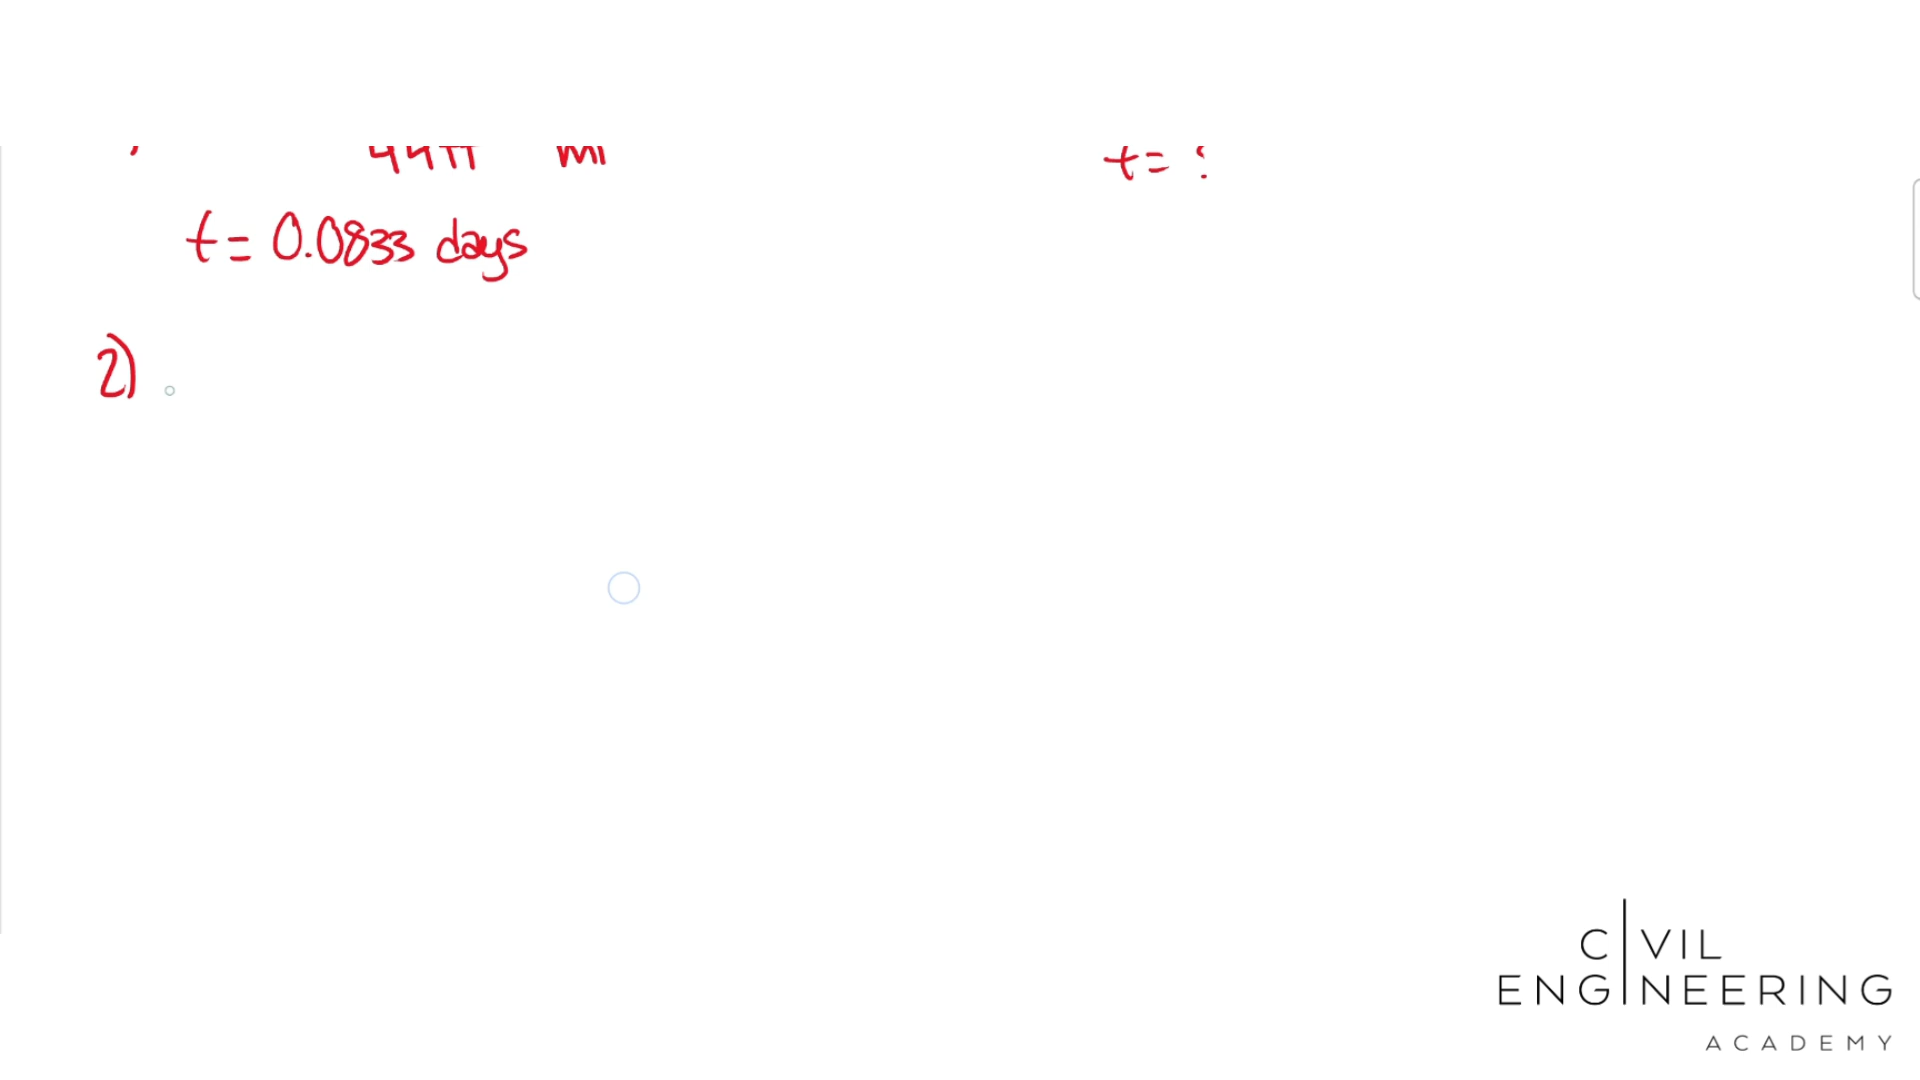 t= ?
t= 0.0833 days
2)
CIVIL
ENGINEERING
ACADEMY